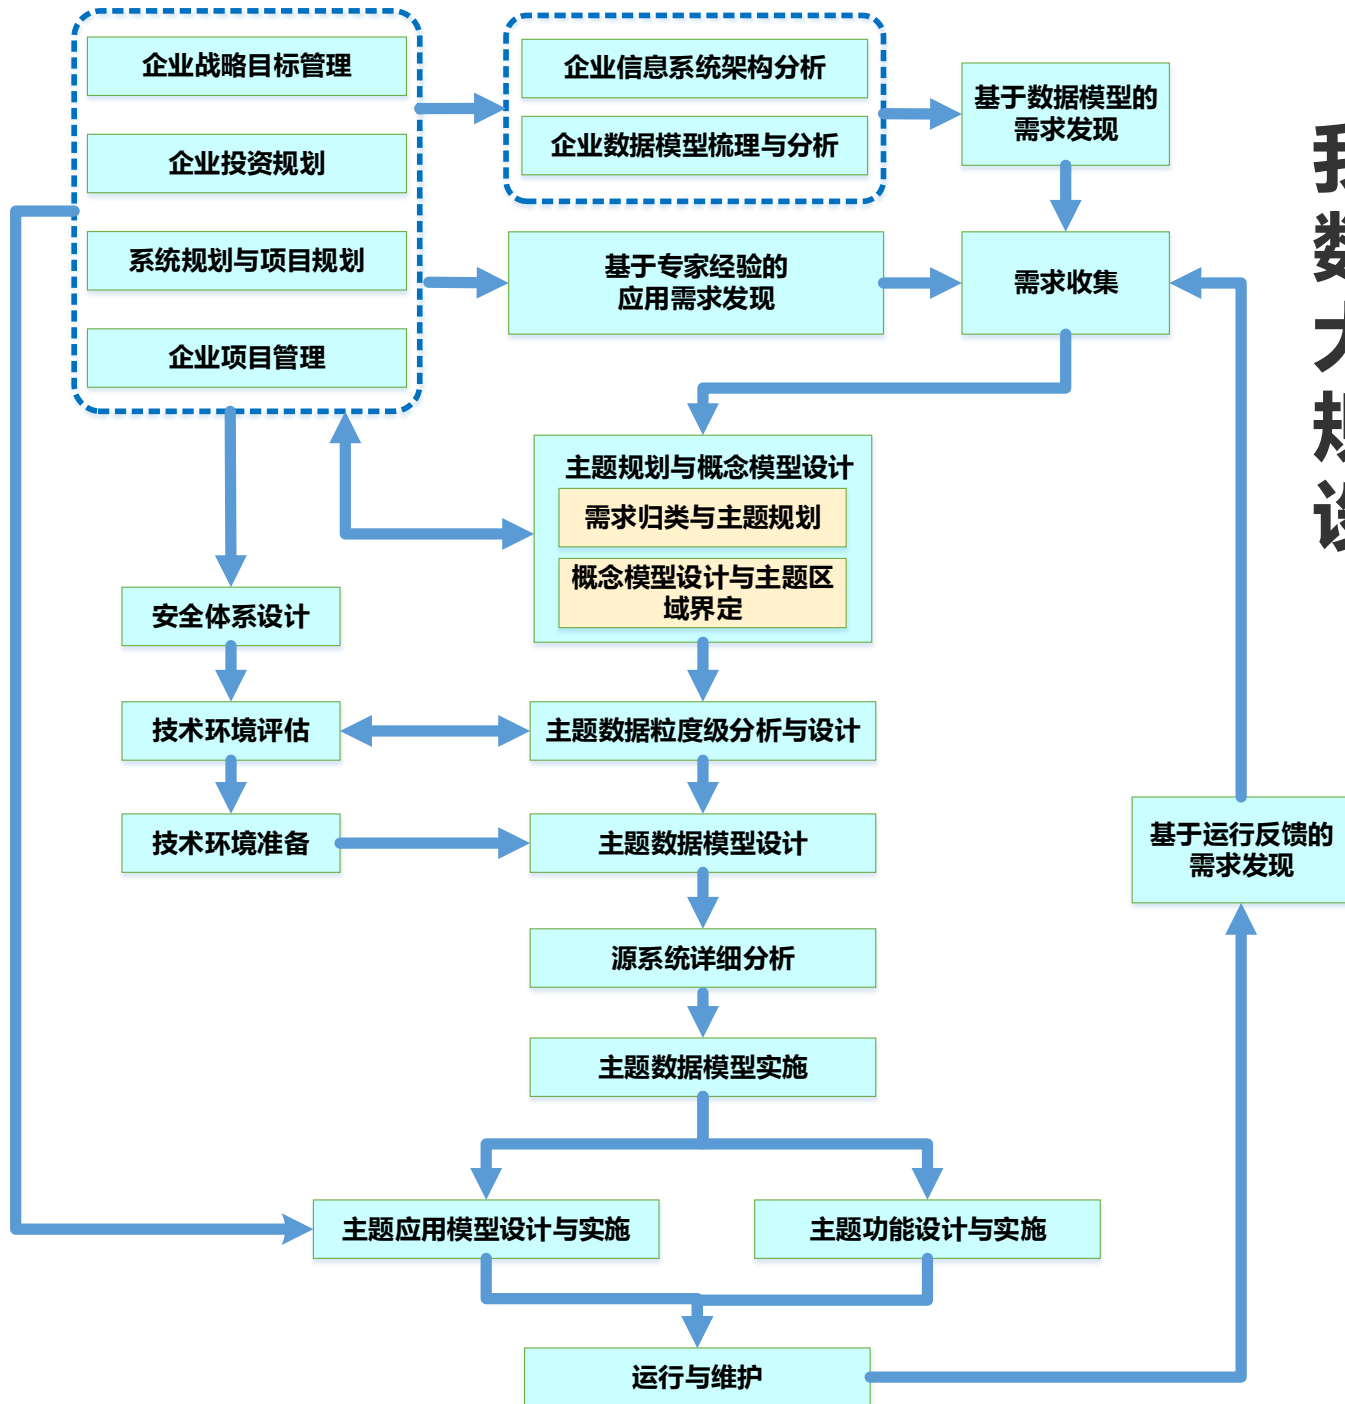 企业战略目标管理
企业投资规划
系统规划与项目规划
企业项目管理
企业信息系统架构分析
企业数据模型梳理与分析
基于数据模型的
需求发现
基于专家经验的
应用需求发现
需求收集
主题规划与概念模型设计
需求归类与主题规划
概念模型设计与主题区
域界定
安全体系设计
技术环境评估
主题数据粒度级分析与设计
技术环境准备
主题数据模型设计
基于运行反馈的
需求发现
源系统详细分析
主题数据模型实施
主题应用模型设计与实施
主题功能设计与实施
运行与维护